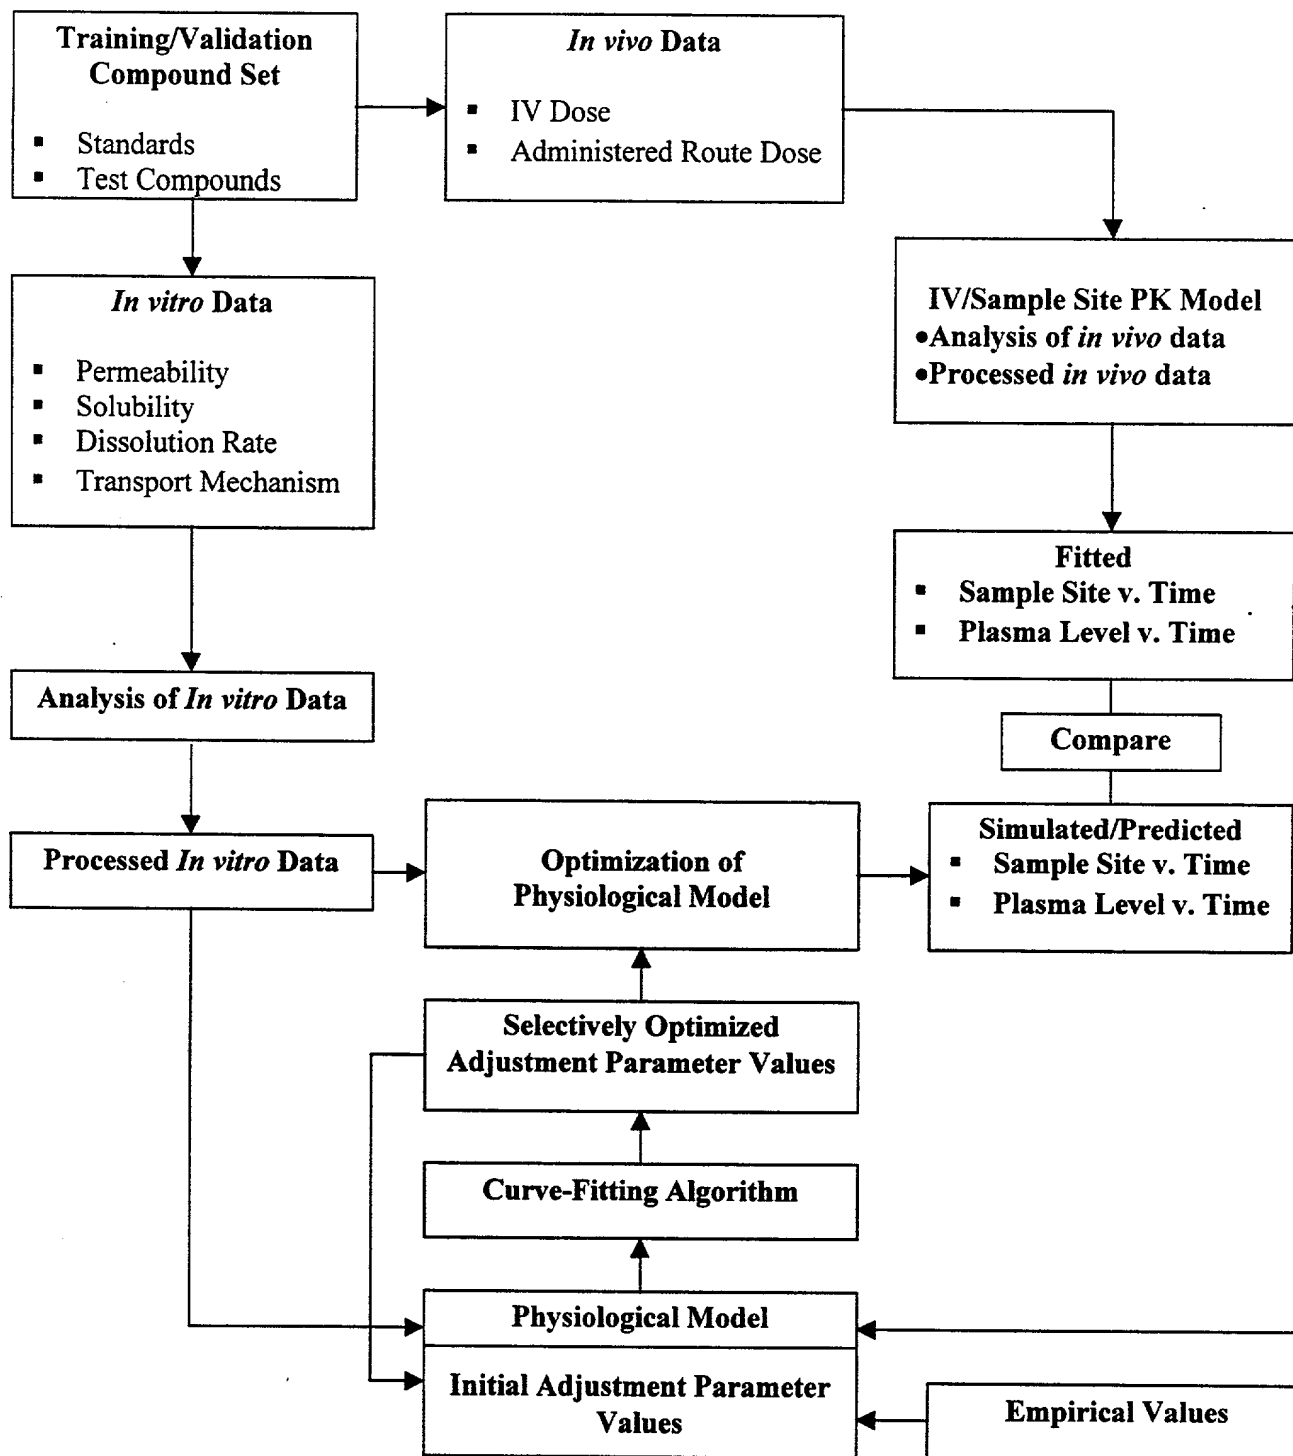 Training/Validation
Compound Set
▪ Standards
▪ Test Compounds
In vivo Data
▪ IV Dose
▪ Administered Route Dose
In vitro Data
▪ Permeability
▪ Solubility
▪ Dissolution Rate
▪ Transport Mechanism
IV/Sample Site PK Model
•Analysis of in vivo data
•Processed in vivo data
Fitted
▪ Sample Site v. Time
▪ Plasma Level v. Time
Analysis of In vitro Data
Compare
Processed In vitro Data
Optimization of
Physiological Model
Simulated/Predicted
▪ Sample Site v. Time
▪ Plasma Level v. Time
Selectively Optimized
Adjustment Parameter Values
Curve-Fitting Algorithm
Physiological Model
Initial Adjustment Parameter
Values
Empirical Values